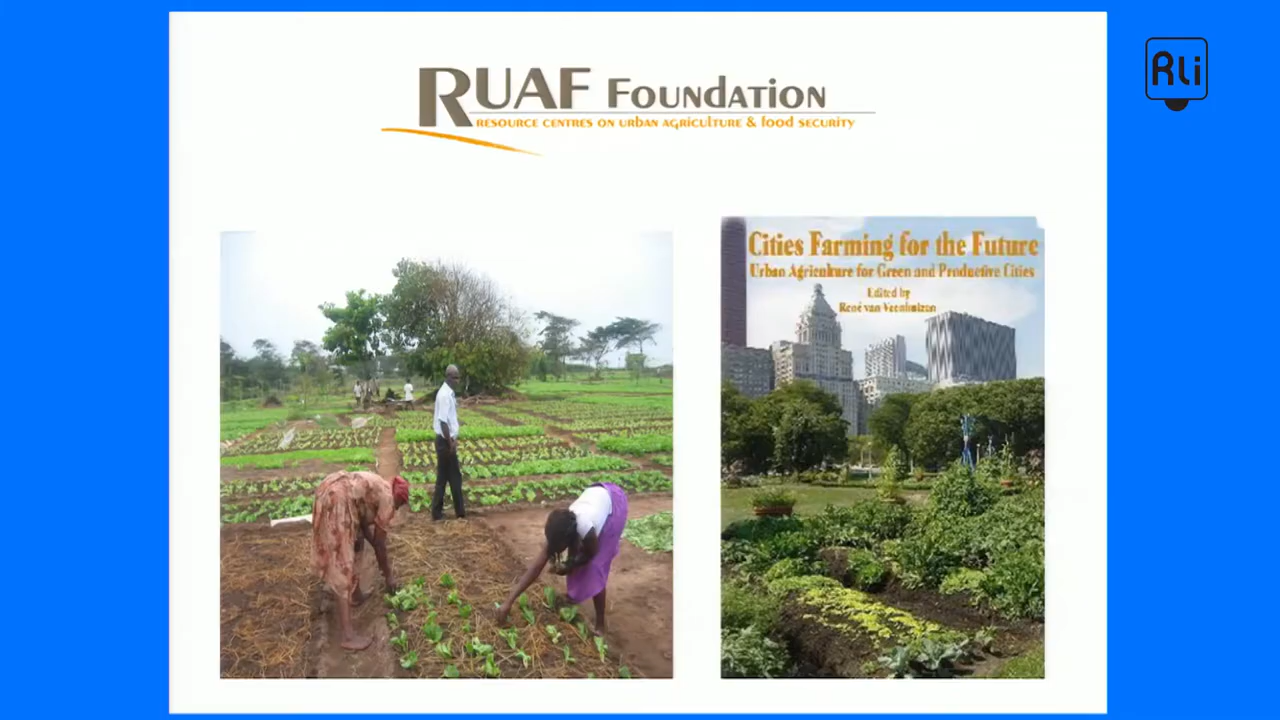 RUAF FOUNDATION
RESOURCE CENTRES ON URBAN AGRICULTURE & FOOD SECURITY
Rli
Cities Farming for the Future
Urban Agriculture for Green and Productive Cities
Edited by
René van Veenhuizen